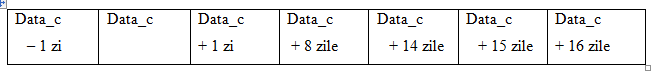 Data_c Data_c Data_c Data_c Data_c Data_c Data_c
– 1 zi + 1 zi + 8 zile + 14 zile + 15 zile + 16 zile